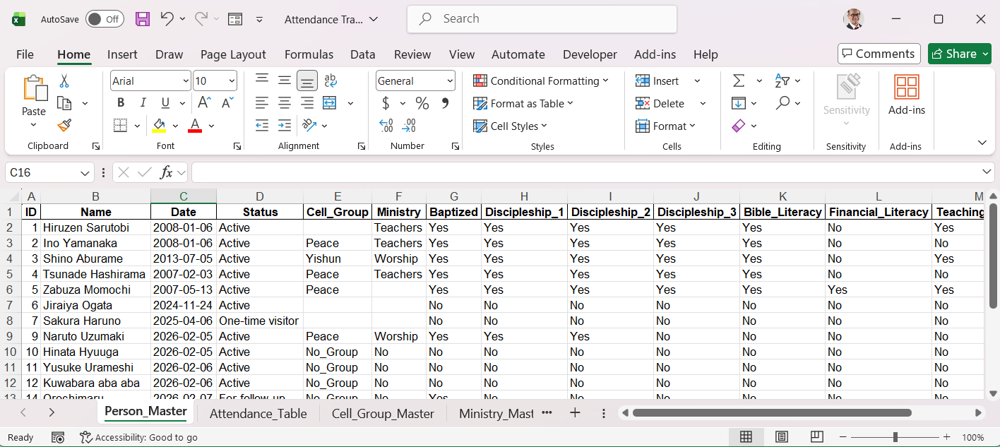 AutoSave Off Attendance Tra... Search
File Home Insert Draw Page Layout Formulas Data Review View Automate Developer Add-ins Help Comments Share
Paste
Clipboard
Arial 10
B I U A A
A
Font
ab
Alignment
General
$ % 9
.00 .00
Number
Conditional Formatting
Format as Table
Cell Styles
Styles
Insert
Delete
Format
Cells
Editing
Sensitivity
Sensitivity
Add-ins
Add-ins
C16 fx
A B C D E F G H I J K L M
1 ID Name Date Status Cell_Group Ministry Baptized Discipleship_1 Discipleship_2 Discipleship_3 Bible_Literacy Financial_Literacy Teaching
2 1 Hiruzen Sarutobi 2008-01-06 Active Teachers Yes Yes Yes Yes Yes No Yes
3 2 Ino Yamanaka 2008-01-06 Active Peace Teachers Yes Yes Yes Yes Yes No No
4 3 Shino Aburame 2013-07-05 Active Yishun Worship Yes Yes Yes Yes Yes No Yes
5 4 Tsunade Hashirama 2007-02-03 Active Peace Teachers Yes Yes Yes Yes Yes No No
6 5 Zabuza Momochi 2007-05-13 Active Peace Yes Yes Yes Yes Yes Yes Yes
7 6 Jiraiya Ogata 2024-11-24 Active No No No No No No No
8 7 Sakura Haruno 2025-04-06 One-time visitor No No No No No No No
9 9 Naruto Uzumaki 2026-02-05 Active Peace Worship Yes Yes Yes No No No No
10 10 Hinata Hyuuga 2026-02-05 Active No_Group No No No No No No No No
11 11 Yusuke Urameshi 2026-02-06 Active No_Group No No No No No No No No
12 12 Kuwabara aba aba 2026-02-06 Active No_Group No No No No No No No No
13 14 Orochimaru 2026-02-07 For follow-up No_Group No Yes No No No No No No
Person_Master Attendance_Table Cell_Group_Master Ministry_Mast ...
Ready Accessibility: Good to go 100%